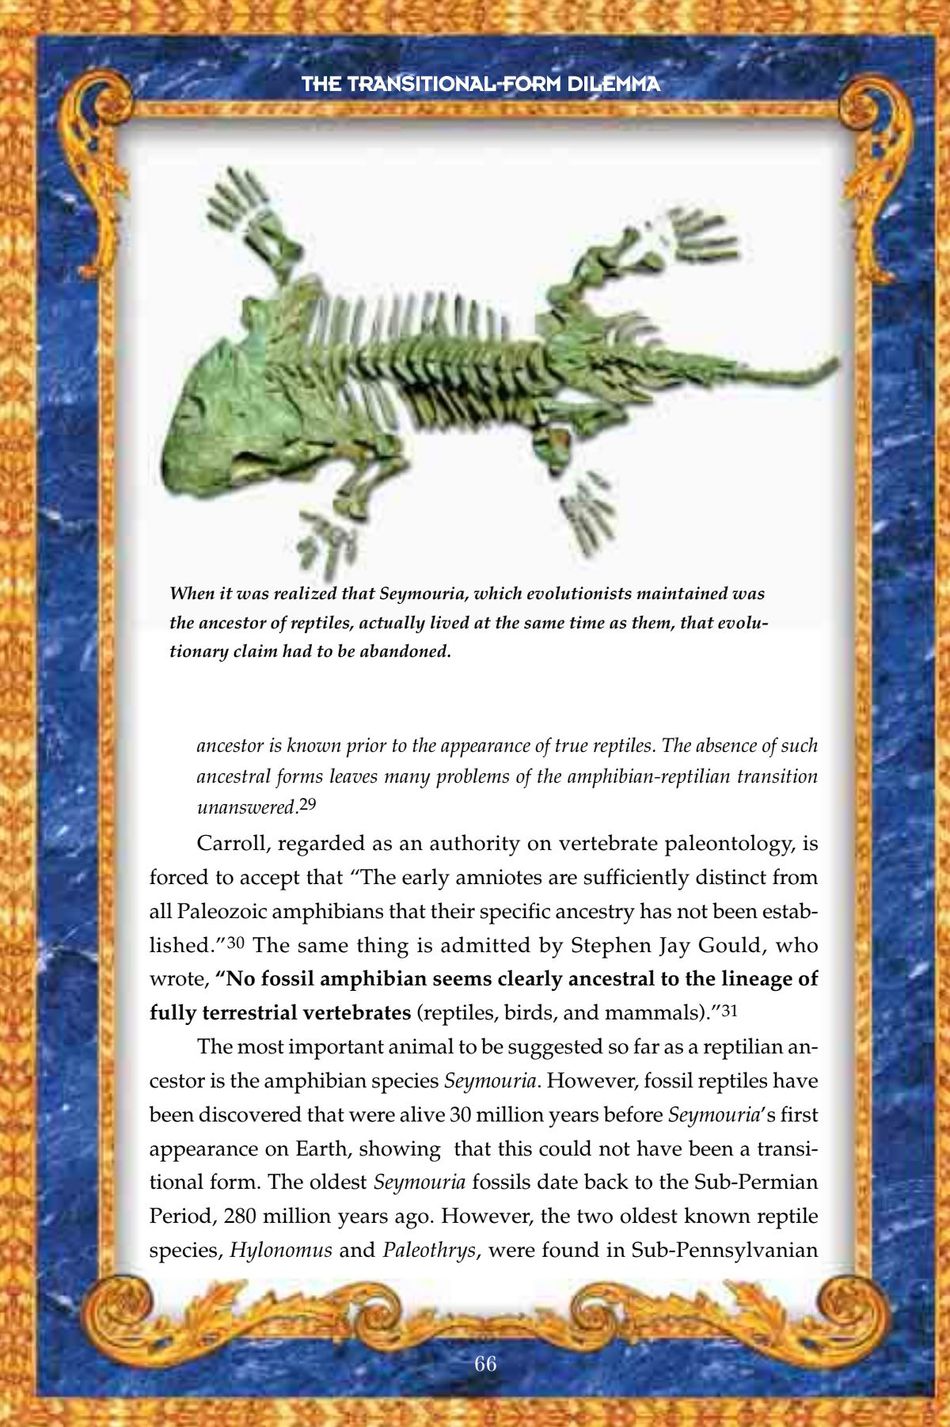 THE TRANSITIONAL-FORM DILEMMA
When it was realized that Seymouria, which evolutionists maintained was
the ancestor of reptiles, actually lived at the same time as them, that evolu-
tionary claim had to be abandoned.
ancestor is known prior to the appearance of true reptiles. The absence of such
ancestral forms leaves many problems of the amphibian-reptilian transition
unanswered.29
Carroll, regarded as an authority on vertebrate paleontology, is
forced to accept that “The early amniotes are sufficiently distinct from
all Paleozoic amphibians that their specific ancestry has not been estab-
lished.”30 The same thing is admitted by Stephen Jay Gould, who
wrote, “No fossil amphibian seems clearly ancestral to the lineage of
fully terrestrial vertebrates (reptiles, birds, and mammals).”31
The most important animal to be suggested so far as a reptilian an-
cestor is the amphibian species Seymouria. However, fossil reptiles have
been discovered that were alive 30 million years before Seymouria’s first
appearance on Earth, showing that this could not have been a transi-
tional form. The oldest Seymouria fossils date back to the Sub-Permian
Period, 280 million years ago. However, the two oldest known reptile
species, Hylonomus and Paleothrys, were found in Sub-Pennsylvanian
66